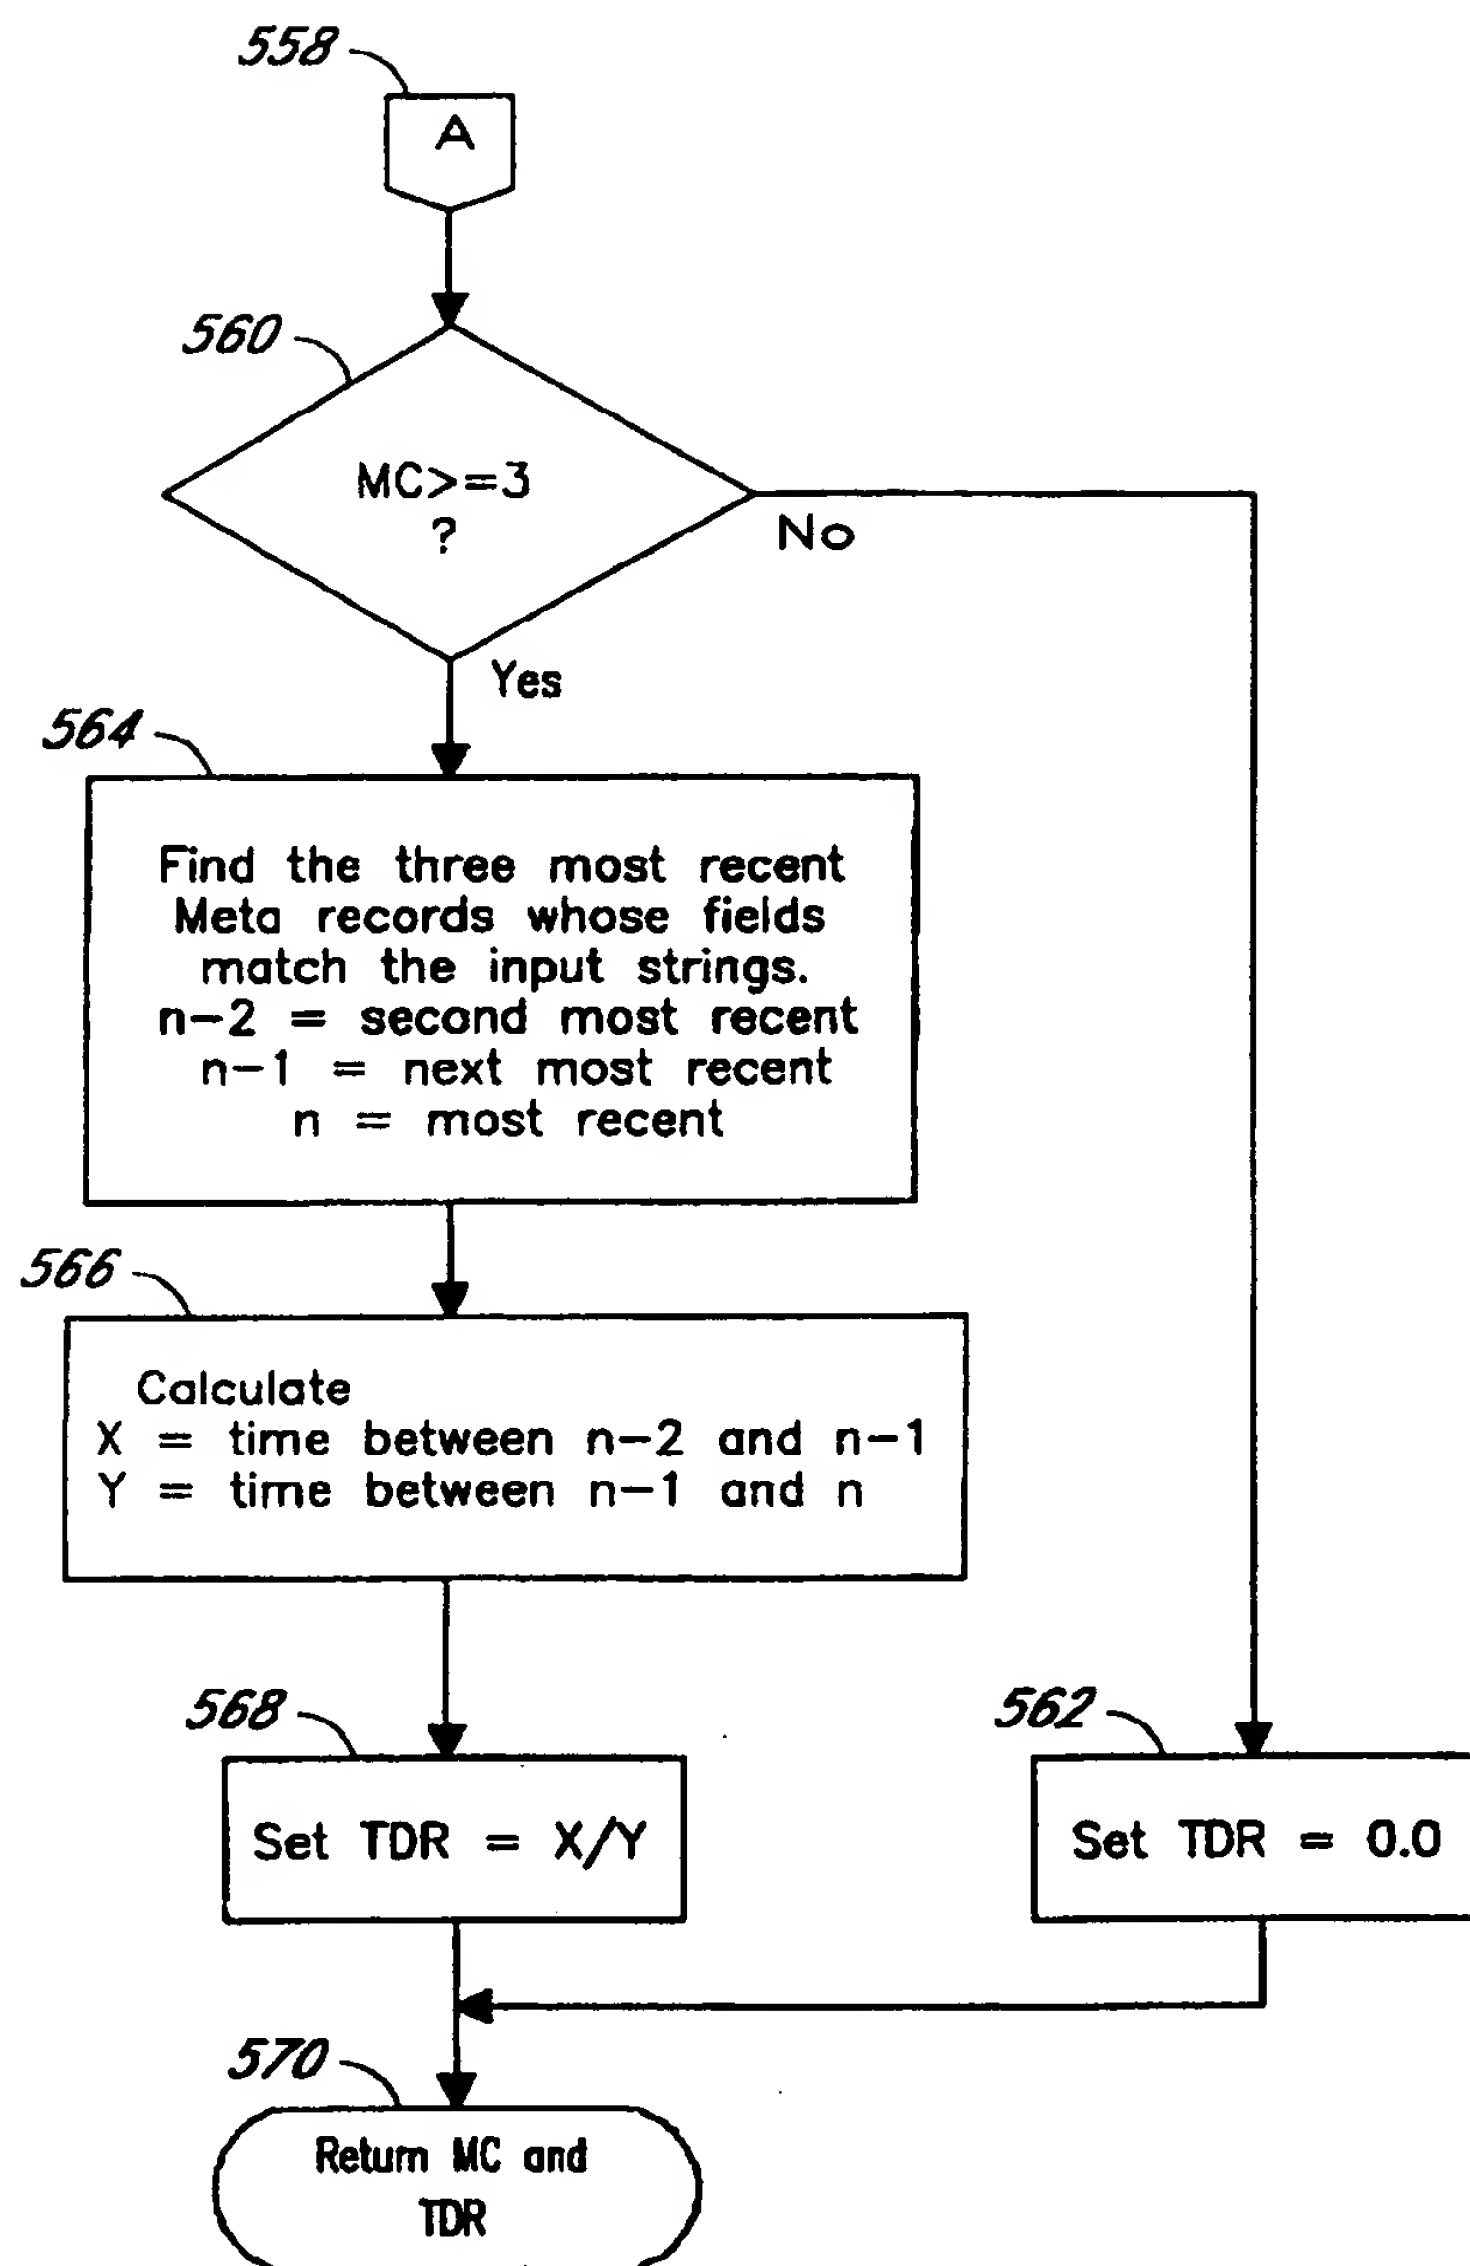 558
A
560
MC>=3
?
No
Yes
564
Find the three most recent
Meta records whose fields
match the input strings.
n-2 = second most recent
n-1 = next most recent
n = most recent
566
Calculate
X = time between n-2 and n-1
Y = time between n-1 and n
568
Set TDR = X/Y
562
Set TDR = 0.0
570
Return MC and
TDR